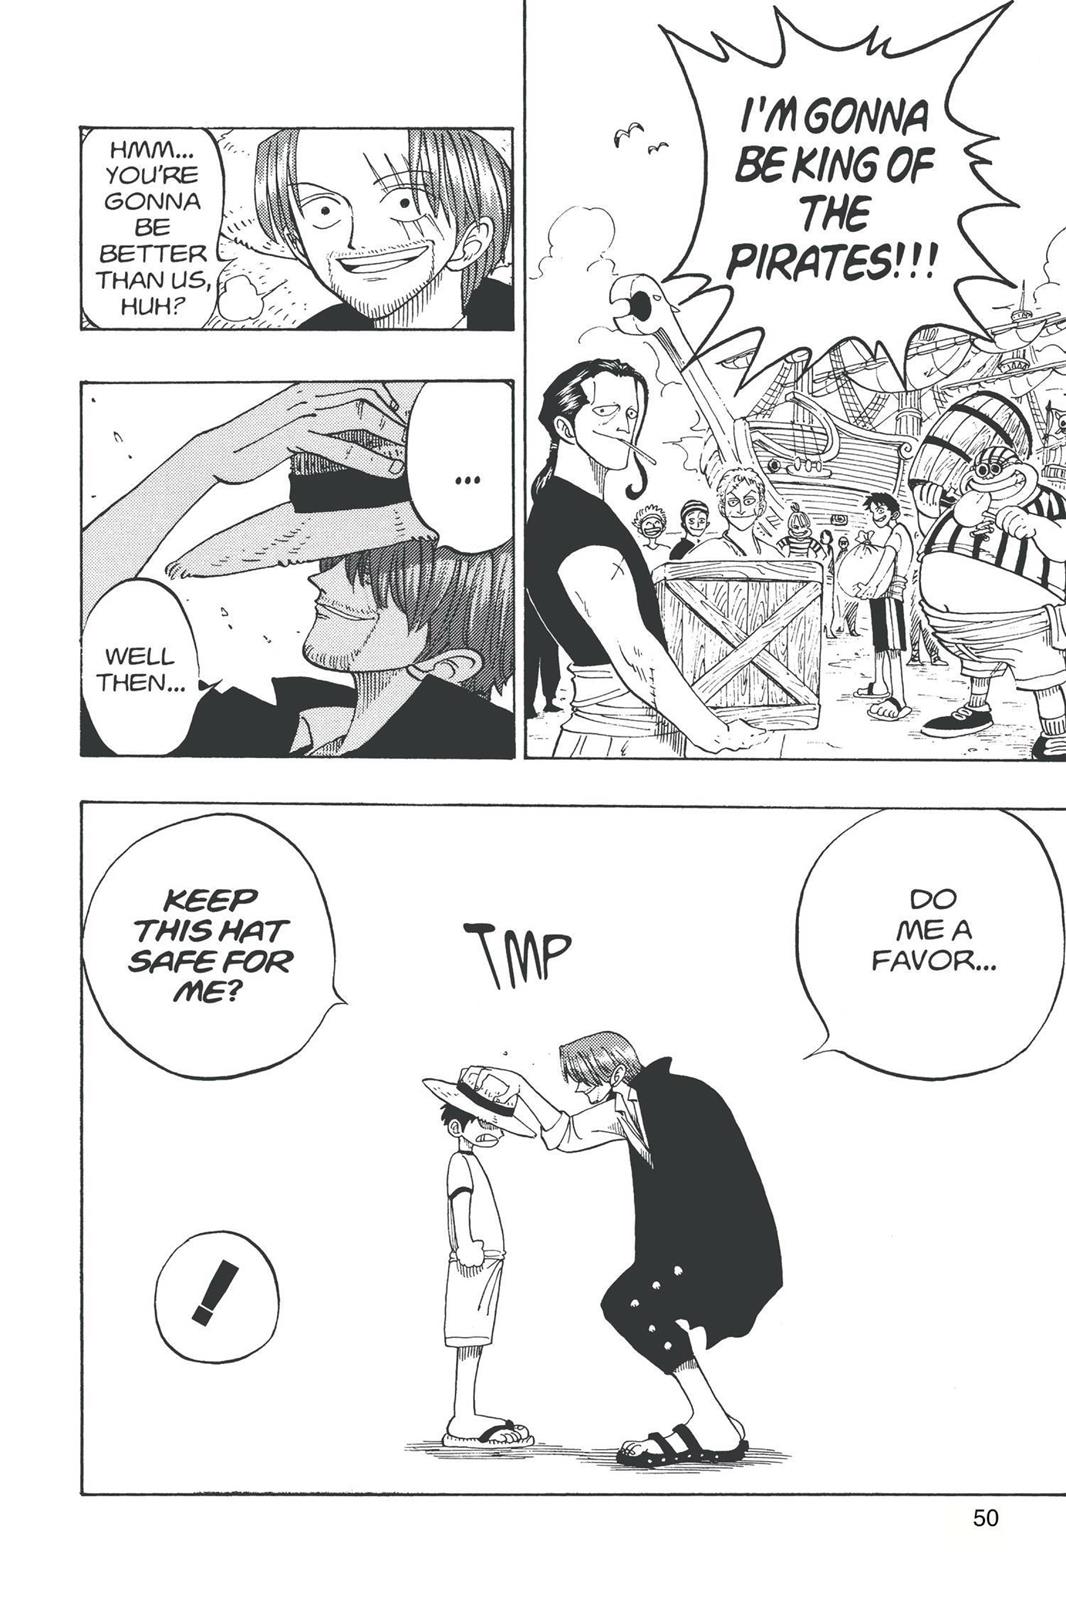 I'M GONNA
BE KING OF
THE
PIRATES!!!
HMM...
YOU'RE
GONNA
BE
BETTER
THAN US,
HUH?
...
WELL
THEN...
DO
ME A
FAVOR...
TMP
KEEP
THIS HAT
SAFE FOR
ME?
!
50